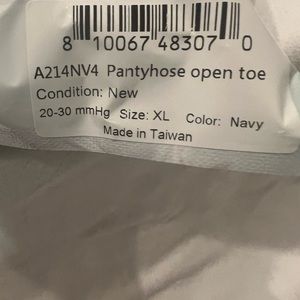 8 10067 48307 0
A214NV4 Pantyhose open toe
Condition: New
20-30 mmHg Size: XL Color: Navy
Made in Taiwan